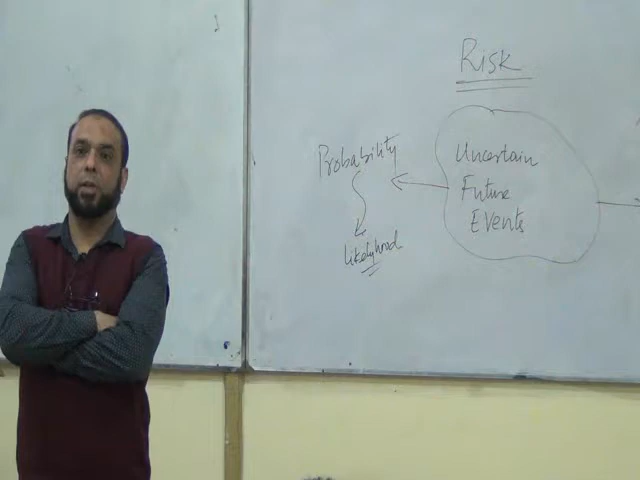 Risk
Probability
Uncertain
Future
Events
likelyhood